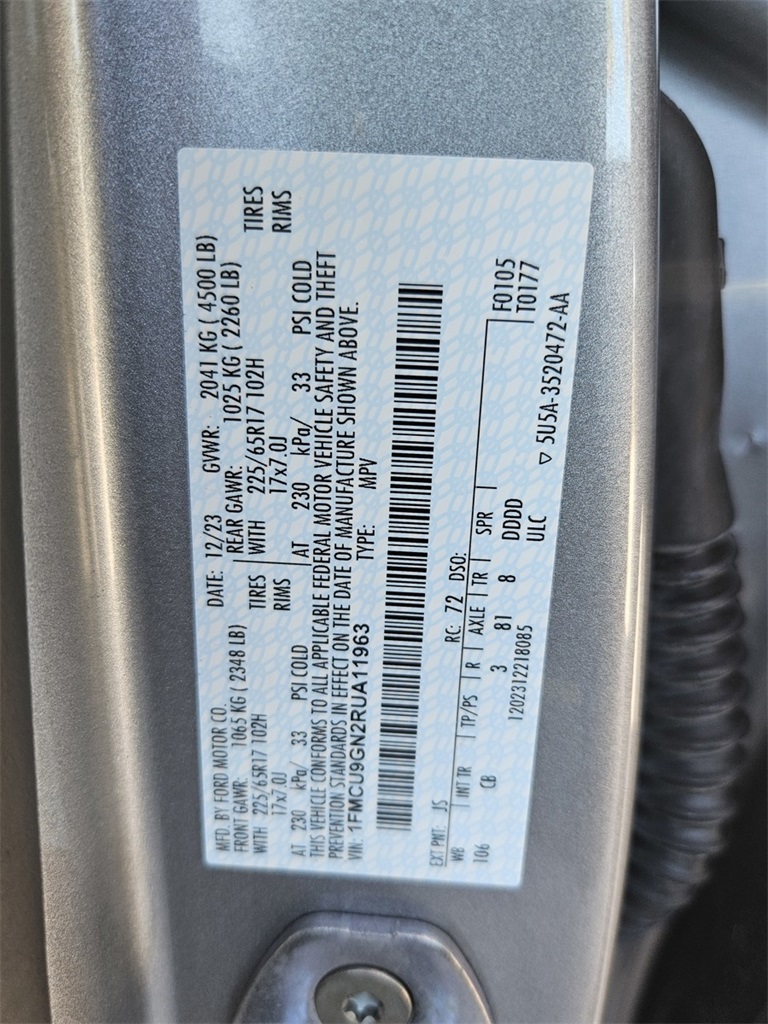 MFD. BY FORD MOTOR CO. DATE: 12/23 GVWR: 2041 KG ( 4500 LB)
FRONT GAWR: 1065 KG ( 2348 LB) REAR GAWR: 1025 KG ( 2260 LB)
WITH 225/65R17 102H TIRES WITH 225/65R17 102H TIRES
17x7.0J RIMS 17x7.0J RIMS
AT 230 kPa/ 33 PSI COLD AT 230 kPa/ 33 PSI COLD
THIS VEHICLE CONFORMS TO ALL APPLICABLE FEDERAL MOTOR VEHICLE SAFETY AND THEFT
PREVENTION STANDARDS IN EFFECT ON THE DATE OF MANUFACTURE SHOWN ABOVE.
VIN: 1FMCU9GN2RUA11963 TYPE: MPV
EXT PNT: JS RC: 72 DSO: F0105
WB INT TR TP/PS R AXLE TR SPR T0177
106 CB 3 81 8 DDDD
1202312218085 ULC ▽ 5U5A-3520472-AA